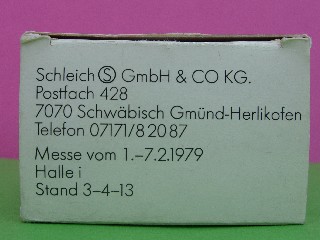 Schleich Ⓢ GmbH & CO KG.
Postfach 428
7070 Schwäbisch Gmünd-Herlikofen
Telefon 07171/8 20 87
Messe vom 1.–7.2.1979
Halle i
Stand 3–4–13